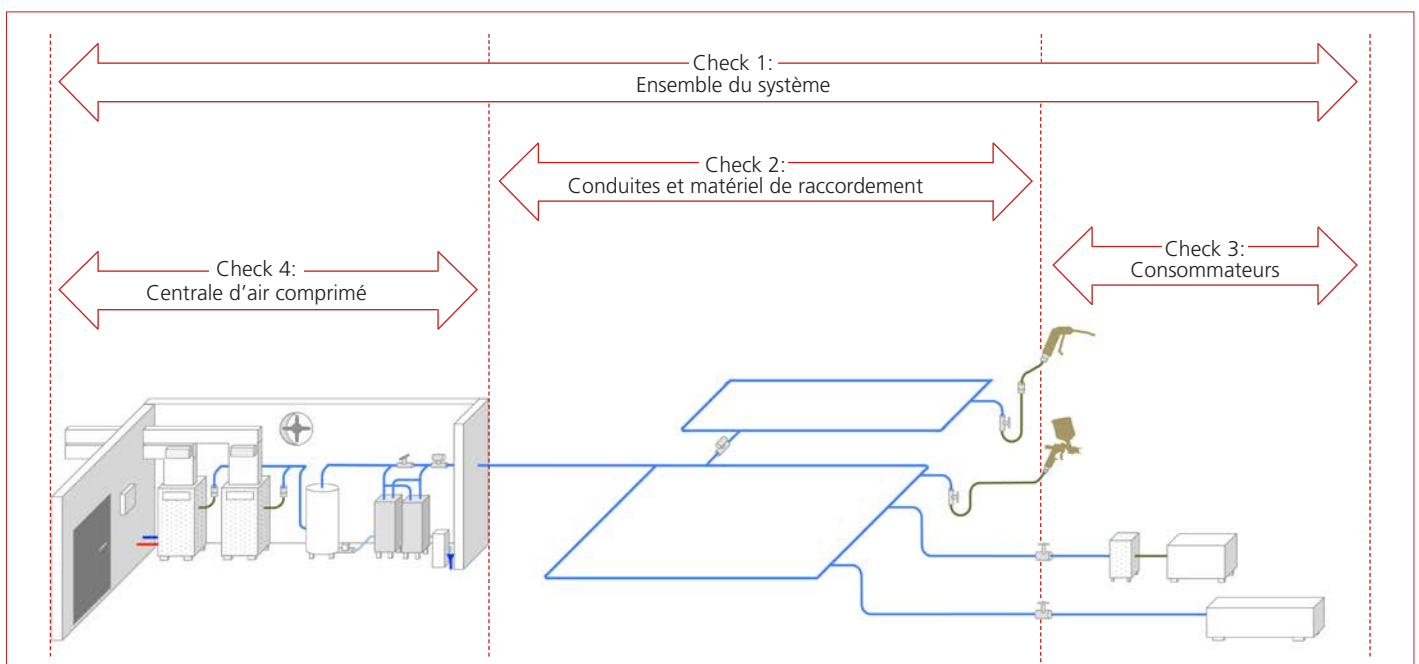 Check 1:
Ensemble du système
Check 2:
Conduites et matériel de raccordement
Check 3:
Consommateurs
Check 4:
Centrale d’air comprimé